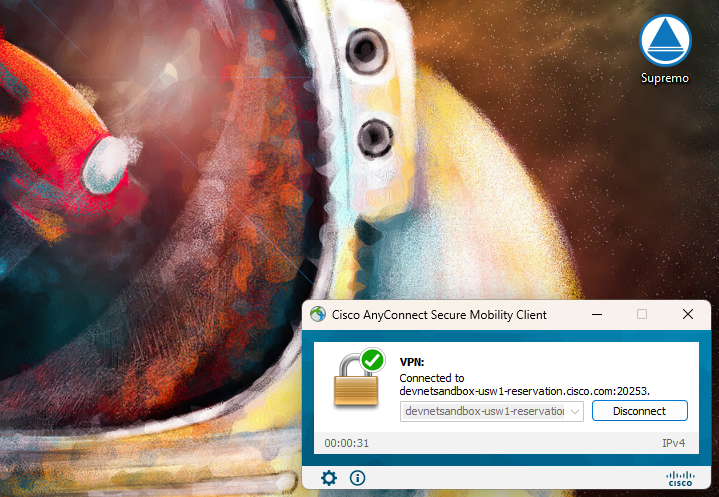 Supremo
Cisco AnyConnect Secure Mobility Client
VPN:
Connected to
devnetsandbox-usw1-reservation.cisco.com:20253.
devnetsandbox-usw1-reservation
Disconnect
00:00:31
IPv4
cisco